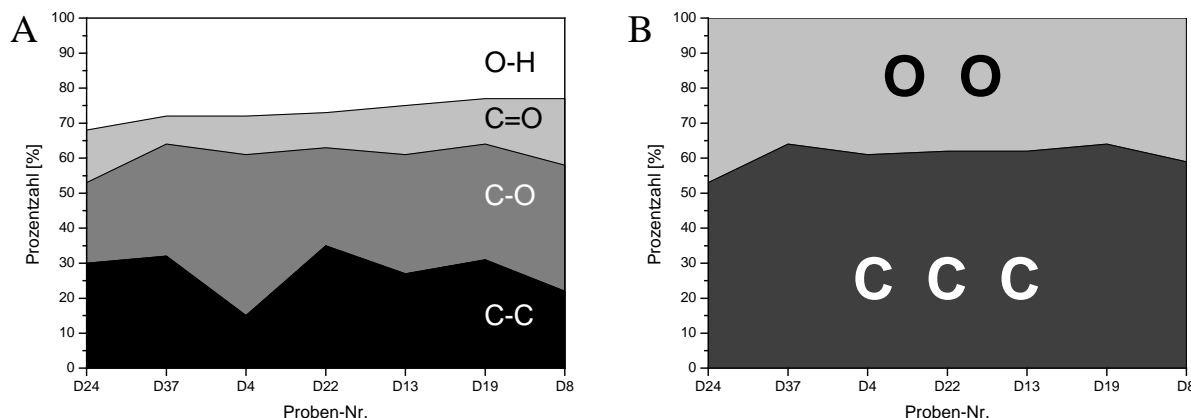 A
Prozentzahl [%]
100
90
80
70
60
50
40
30
20
10
0
O-H
C=O
C-O
C-C
D24 D37 D4 D22 D13 D19 D8
Proben-Nr.
B
Prozentzahl [%]
100
90
80
70
60
50
40
30
20
10
0
O O
C C C
D24 D37 D4 D22 D13 D19 D8
Proben-Nr.